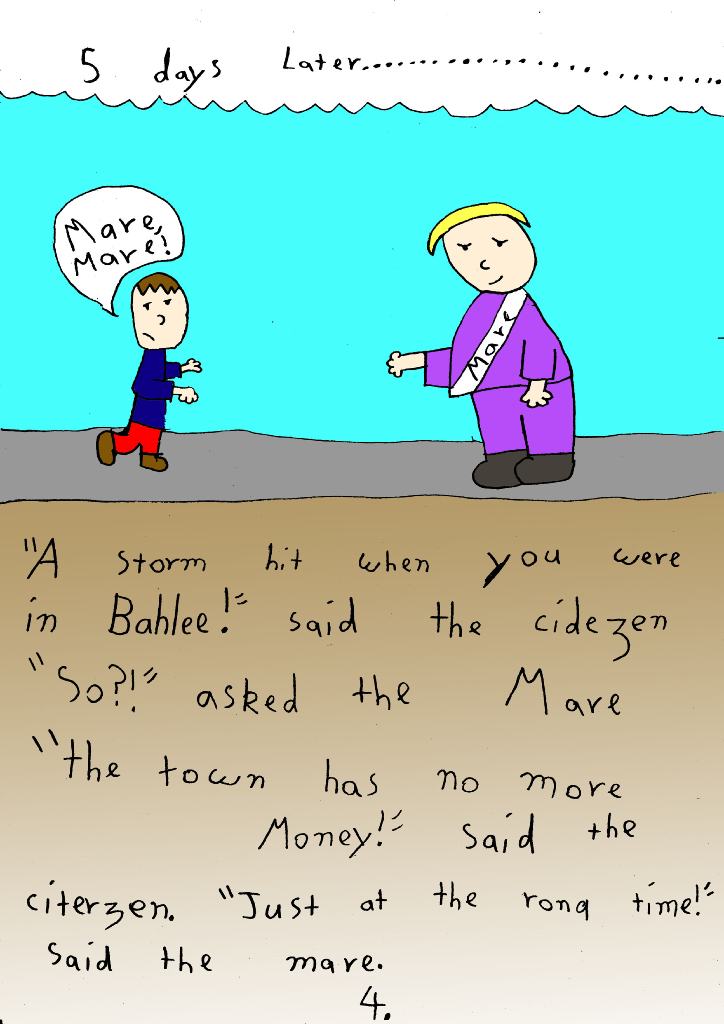 5 days Later..............................
Mare,
Mare!
Mare
"A storm hit when you were
in Bahlee!" said the cidezen
"So?!" asked the Mare
"the town has no more
Money!" said the
citerzen. "Just at the rong time!"
said the mare.
4.